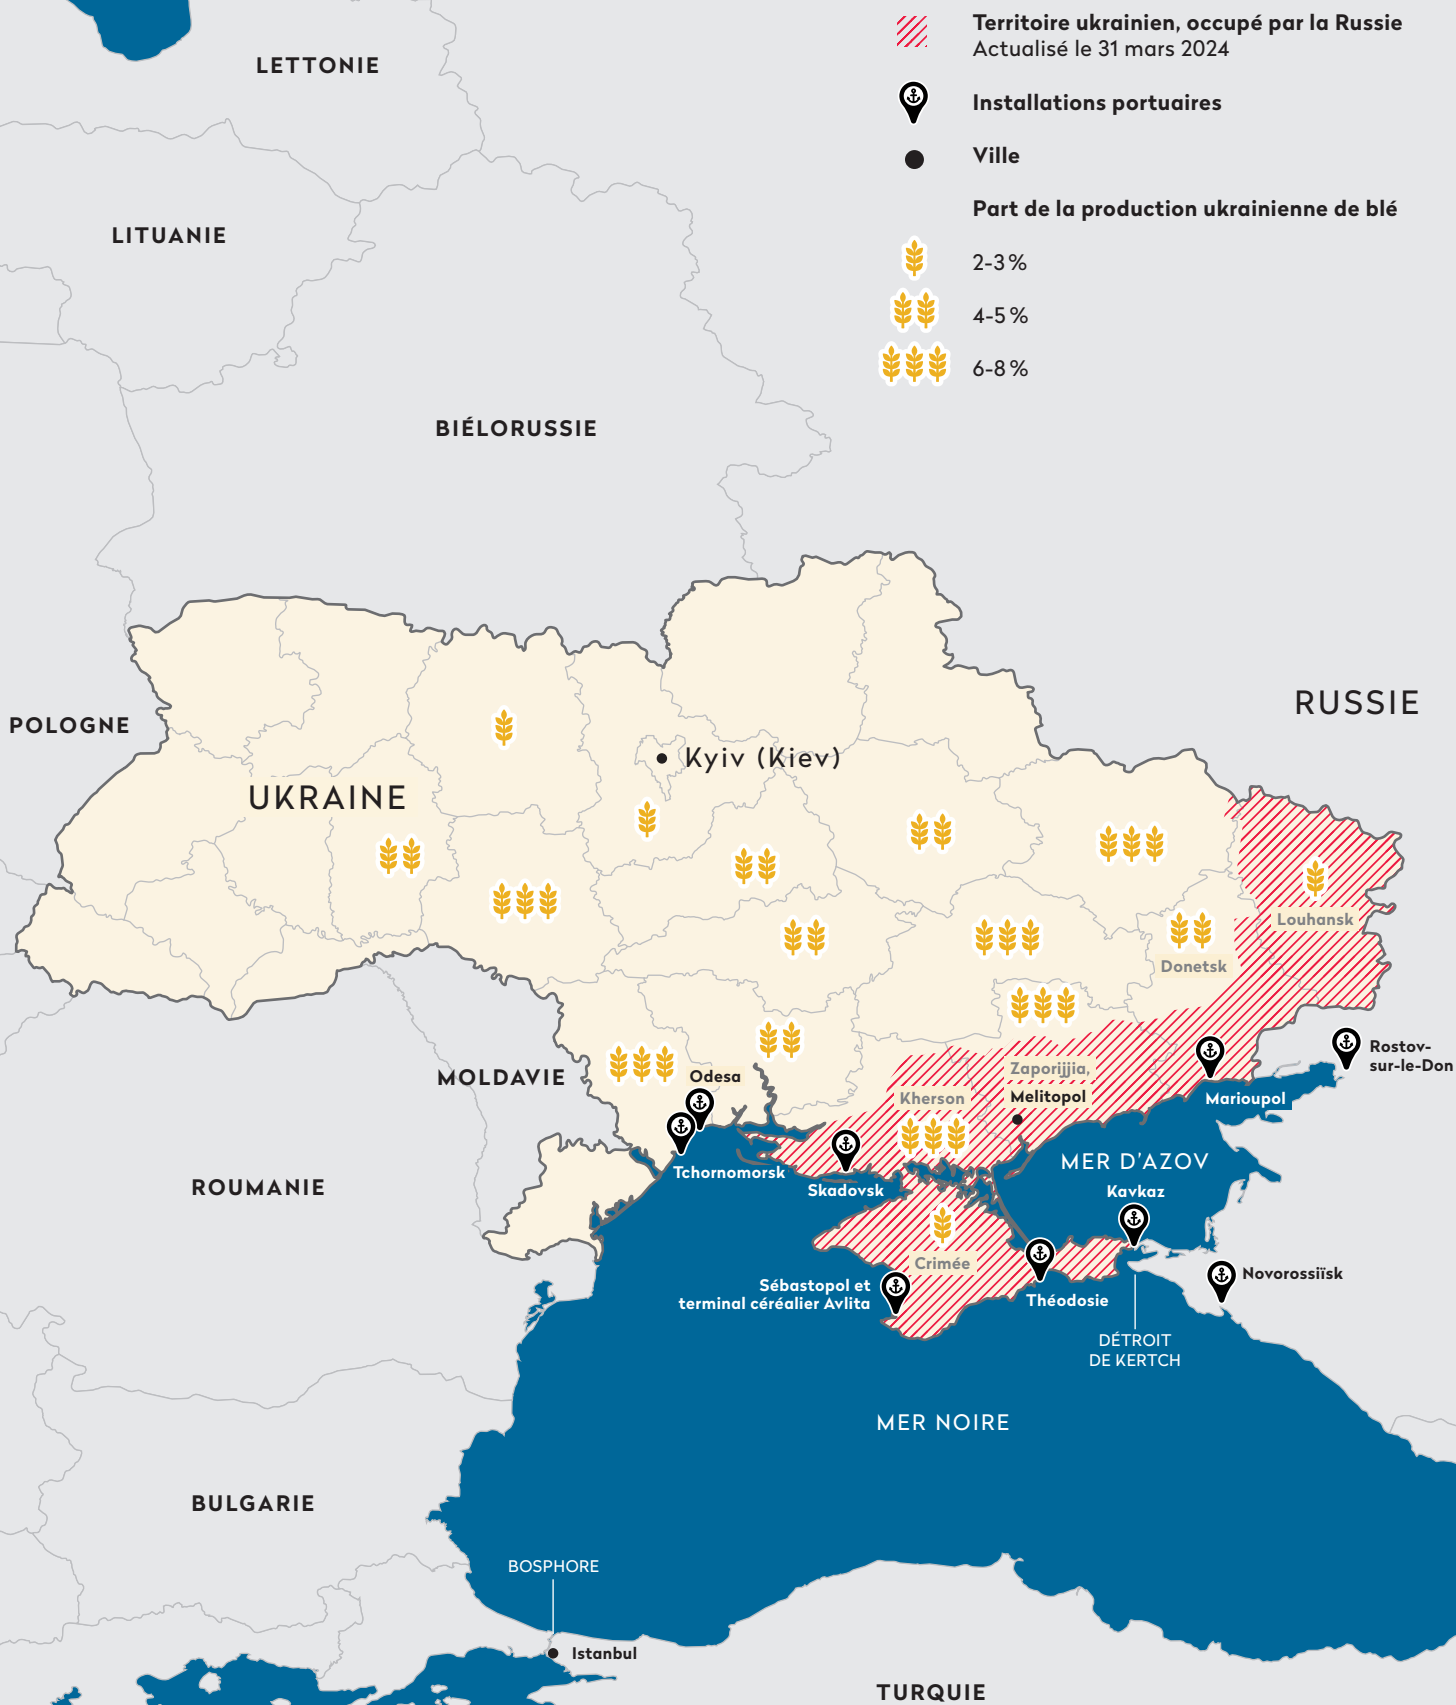 Territoire ukrainien, occupé par la Russie
Actualisé le 31 mars 2024
Installations portuaires
Ville
Part de la production ukrainienne de blé
2-3 %
4-5 %
6-8 %
LETTONIE
LITUANIE
BIÉLORUSSIE
RUSSIE
POLOGNE
Kyiv (Kiev)
UKRAINE
Louhansk
Donetsk
Rostov-
sur-le-Don
MOLDAVIE
Odesa
Zaporijjia,
Melitopol
Kherson
Marioupol
MER D'AZOV
Tchornomorsk
Skadovsk
Kavkaz
ROUMANIE
Crimée
Novorossiïsk
Sébastopol et
terminal céréalier Avlita
Théodosie
DÉTROIT
DE KERTCH
MER NOIRE
BULGARIE
BOSPHORE
Istanbul
TURQUIE